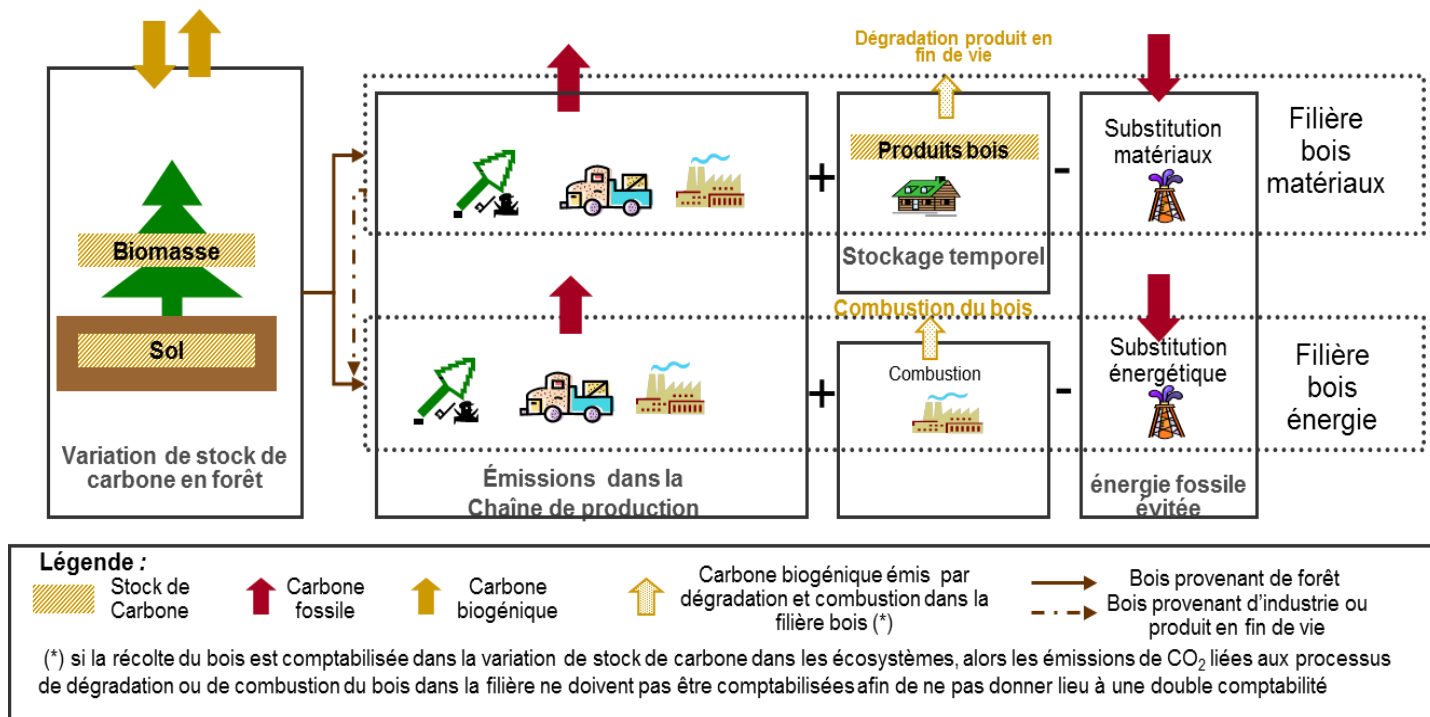 Dégradation produit en
fin de vie
Biomasse
Sol
Variation de stock de
carbone en forêt
Émissions dans la
Chaîne de production
+
Produits bois
Stockage temporel
-
Substitution
matériaux
Filière
bois
matériaux
Combustion du bois
+
Combustion
-
Substitution
énergétique
énergie fossile
évitée
Filière
bois
énergie
Légende :
Stock de
Carbone
Carbone
fossile
Carbone
biogénique
Carbone biogénique émis par
dégradation et combustion dans la
filière bois (*)
Bois provenant de forêt
Bois provenant d'industrie ou
produit en fin de vie
(*) si la récolte du bois est comptabilisée dans la variation de stock de carbone dans les écosystèmes, alors les émissions de CO₂ liées aux processus
de dégradation ou de combustion du bois dans la filière ne doivent pas être comptabilisées afin de ne pas donner lieu à une double comptabilité